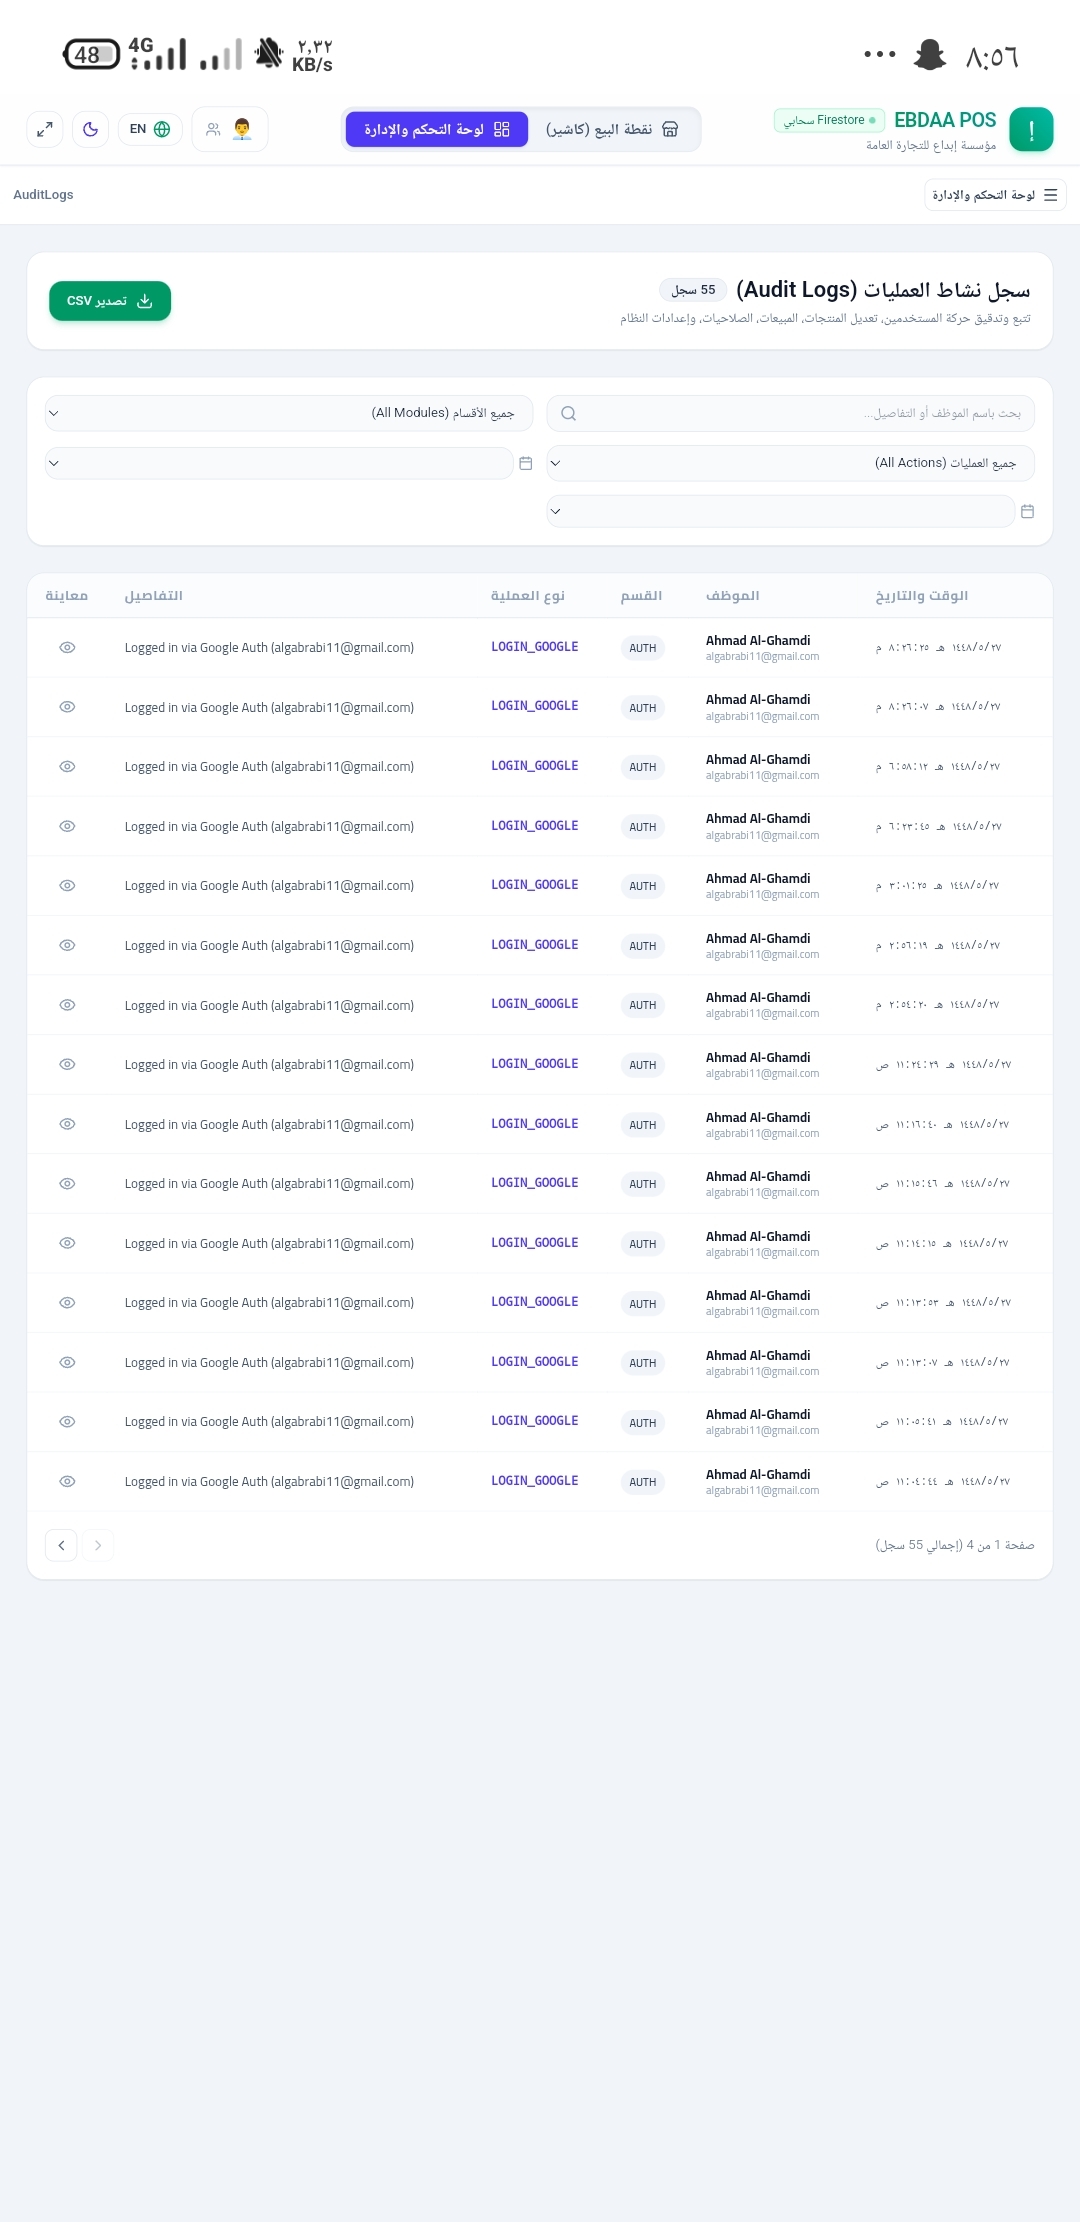 ٨:٥٦
٢,٣٢ KB/s
4G
48
EBDAA POS
Firestore سحابي
مؤسسة إبداع للتجارة العامة
إ
نقطة البيع (كاشير)
لوحة التحكم والإدارة
EN
لوحة التحكم والإدارة
AuditLogs
سجل نشاط العمليات (Audit Logs)
55 سجل
تتبع وتدقيق حركة المستخدمين، تعديل المنتجات، المبيعات، الصلاحيات، وإعدادات النظام
تصدير CSV
بحث باسم الموظف أو التفاصيل...
جميع الأقسام (All Modules)
جميع العمليات (All Actions)
الوقت والتاريخ الموظف القسم نوع العملية التفاصيل معاينة
١٤٤٨/٥/٢٧ هـ ٨:٢٦:٢٥ م Ahmad Al-Ghamdi algabrabi11@gmail.com AUTH LOGIN_GOOGLE Logged in via Google Auth (algabrabi11@gmail.com)
١٤٤٨/٥/٢٧ هـ ٨:٢٦:٠٧ م Ahmad Al-Ghamdi algabrabi11@gmail.com AUTH LOGIN_GOOGLE Logged in via Google Auth (algabrabi11@gmail.com)
١٤٤٨/٥/٢٧ هـ ٦:٥٨:١٢ م Ahmad Al-Ghamdi algabrabi11@gmail.com AUTH LOGIN_GOOGLE Logged in via Google Auth (algabrabi11@gmail.com)
١٤٤٨/٥/٢٧ هـ ٦:٢٣:٤٥ م Ahmad Al-Ghamdi algabrabi11@gmail.com AUTH LOGIN_GOOGLE Logged in via Google Auth (algabrabi11@gmail.com)
١٤٤٨/٥/٢٧ هـ ٣:٠١:٢٥ م Ahmad Al-Ghamdi algabrabi11@gmail.com AUTH LOGIN_GOOGLE Logged in via Google Auth (algabrabi11@gmail.com)
١٤٤٨/٥/٢٧ هـ ٢:٥٦:١٩ م Ahmad Al-Ghamdi algabrabi11@gmail.com AUTH LOGIN_GOOGLE Logged in via Google Auth (algabrabi11@gmail.com)
١٤٤٨/٥/٢٧ هـ ٢:٥٤:٢٠ م Ahmad Al-Ghamdi algabrabi11@gmail.com AUTH LOGIN_GOOGLE Logged in via Google Auth (algabrabi11@gmail.com)
١٤٤٨/٥/٢٧ هـ ١١:٢٤:٢٩ ص Ahmad Al-Ghamdi algabrabi11@gmail.com AUTH LOGIN_GOOGLE Logged in via Google Auth (algabrabi11@gmail.com)
١٤٤٨/٥/٢٧ هـ ١١:١٦:٤٠ ص Ahmad Al-Ghamdi algabrabi11@gmail.com AUTH LOGIN_GOOGLE Logged in via Google Auth (algabrabi11@gmail.com)
١٤٤٨/٥/٢٧ هـ ١١:١٥:٤٦ ص Ahmad Al-Ghamdi algabrabi11@gmail.com AUTH LOGIN_GOOGLE Logged in via Google Auth (algabrabi11@gmail.com)
١٤٤٨/٥/٢٧ هـ ١١:١٤:١٥ ص Ahmad Al-Ghamdi algabrabi11@gmail.com AUTH LOGIN_GOOGLE Logged in via Google Auth (algabrabi11@gmail.com)
١٤٤٨/٥/٢٧ هـ ١١:١٣:٥٣ ص Ahmad Al-Ghamdi algabrabi11@gmail.com AUTH LOGIN_GOOGLE Logged in via Google Auth (algabrabi11@gmail.com)
١٤٤٨/٥/٢٧ هـ ١١:١٣:٠٧ ص Ahmad Al-Ghamdi algabrabi11@gmail.com AUTH LOGIN_GOOGLE Logged in via Google Auth (algabrabi11@gmail.com)
١٤٤٨/٥/٢٧ هـ ١١:٠٥:٤١ ص Ahmad Al-Ghamdi algabrabi11@gmail.com AUTH LOGIN_GOOGLE Logged in via Google Auth (algabrabi11@gmail.com)
١٤٤٨/٥/٢٧ هـ ١١:٠٤:٤٤ ص Ahmad Al-Ghamdi algabrabi11@gmail.com AUTH LOGIN_GOOGLE Logged in via Google Auth (algabrabi11@gmail.com)
صفحة 1 من 4 (إجمالي 55 سجل)